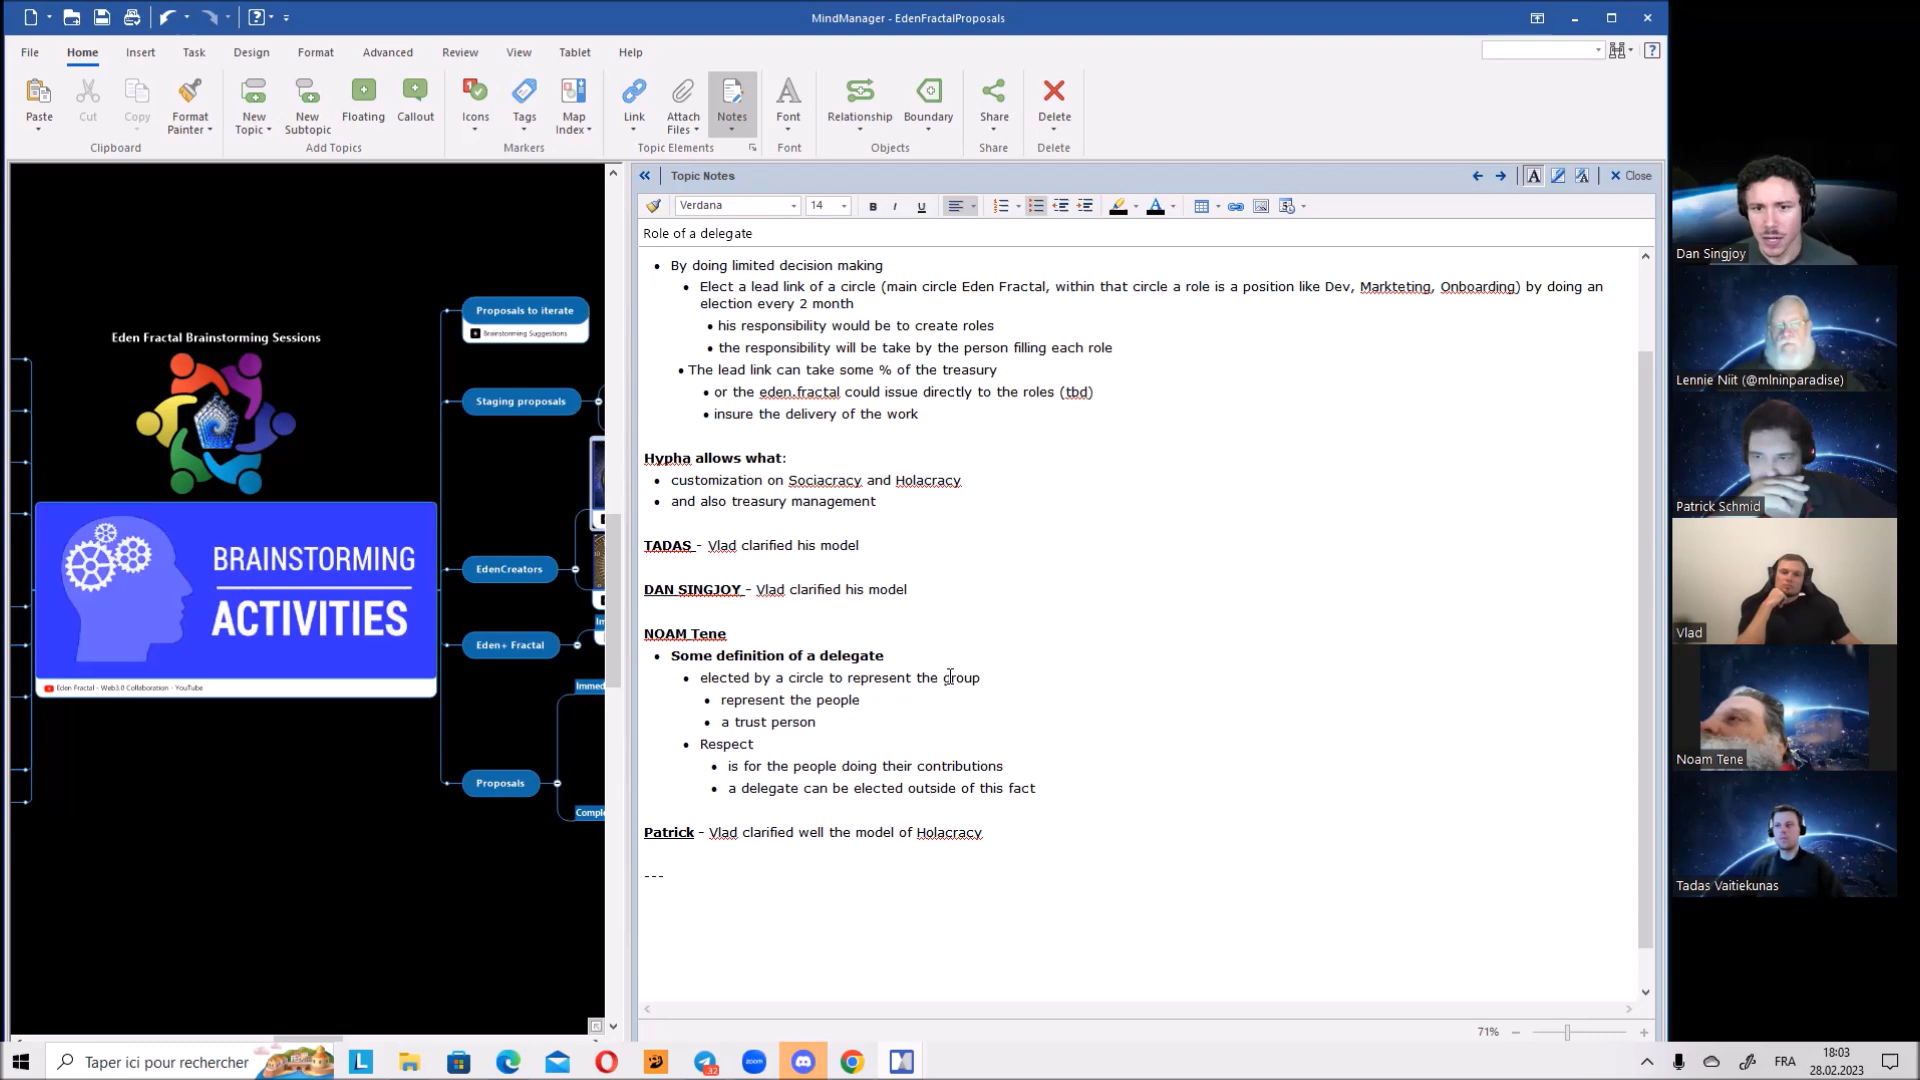 MindManager - EdenFractalProposals
File
Home
Insert
Task
Design
Format
Advanced
Review
View
Tablet
Help
Paste
Cut
Copy
Format Painter
New Topic
New Subtopic
Floating
Callout
Icons
Tags
Map Index
Link
Attach Files
Notes
Font
Relationship
Boundary
Share
Delete
Clipboard
Add Topics
Markers
Topic Elements
Font
Objects
Share
Delete
Eden Fractal Brainstorming Sessions
BRAINSTORMING
ACTIVITIES
Eden Fractal - Web3.0 Collaboration - YouTube
Proposals to iterate
Brainstorming Suggestions
Staging proposals
EdenCreators
Eden+ Fractal
Immed
Proposals
Compl
Topic Notes
Close
Verdana
14
B
I
U
Role of a delegate
• By doing limited decision making
• Elect a lead link of a circle (main circle Eden Fractal, within that circle a role is a position like Dev, Markteting, Onboarding) by doing an
election every 2 month
• his responsibility would be to create roles
• the responsibility will be take by the person filling each role
• The lead link can take some % of the treasury
• or the eden.fractal could issue directly to the roles (tbd)
• insure the delivery of the work
Hypha allows what:
• customization on Sociacracy and Holacracy
• and also treasury management
TADAS - Vlad clarified his model
DAN SINGJOY - Vlad clarified his model
NOAM Tene
• Some definition of a delegate
• elected by a circle to represent the group
• represent the people
• a trust person
• Respect
• is for the people doing their contributions
• a delegate can be elected outside of this fact
Patrick - Vlad clarified well the model of Holacracy
---
71%
Dan Singjoy
Lennie Niit (@mlninparadise)
Patrick Schmid
Vlad
Noam Tene
Tadas Vaitiekunas
Taper ici pour rechercher
L
zoom
32
FRA
18:03
28.02.2023